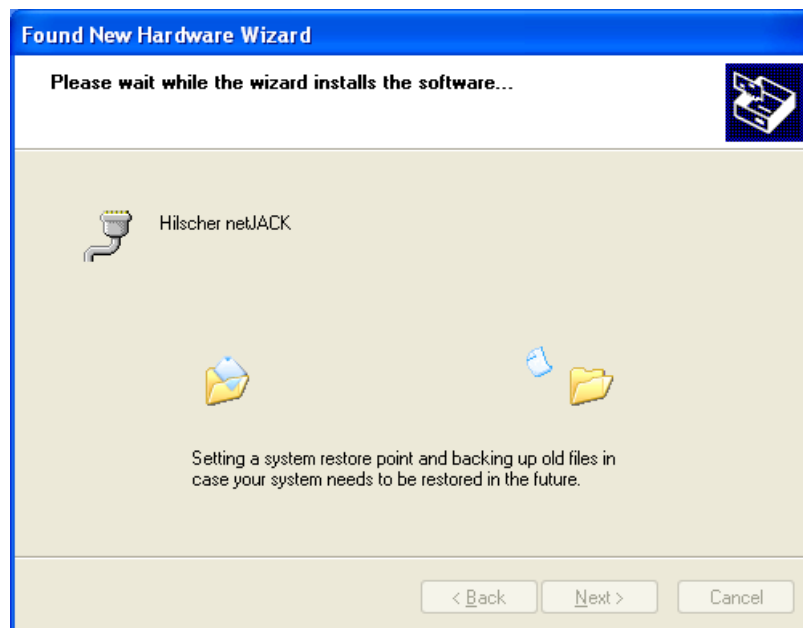 Found New Hardware Wizard
Please wait while the wizard installs the software...
Hilscher netJACK
Setting a system restore point and backing up old files in
case your system needs to be restored in the future.
< Back
Next >
Cancel